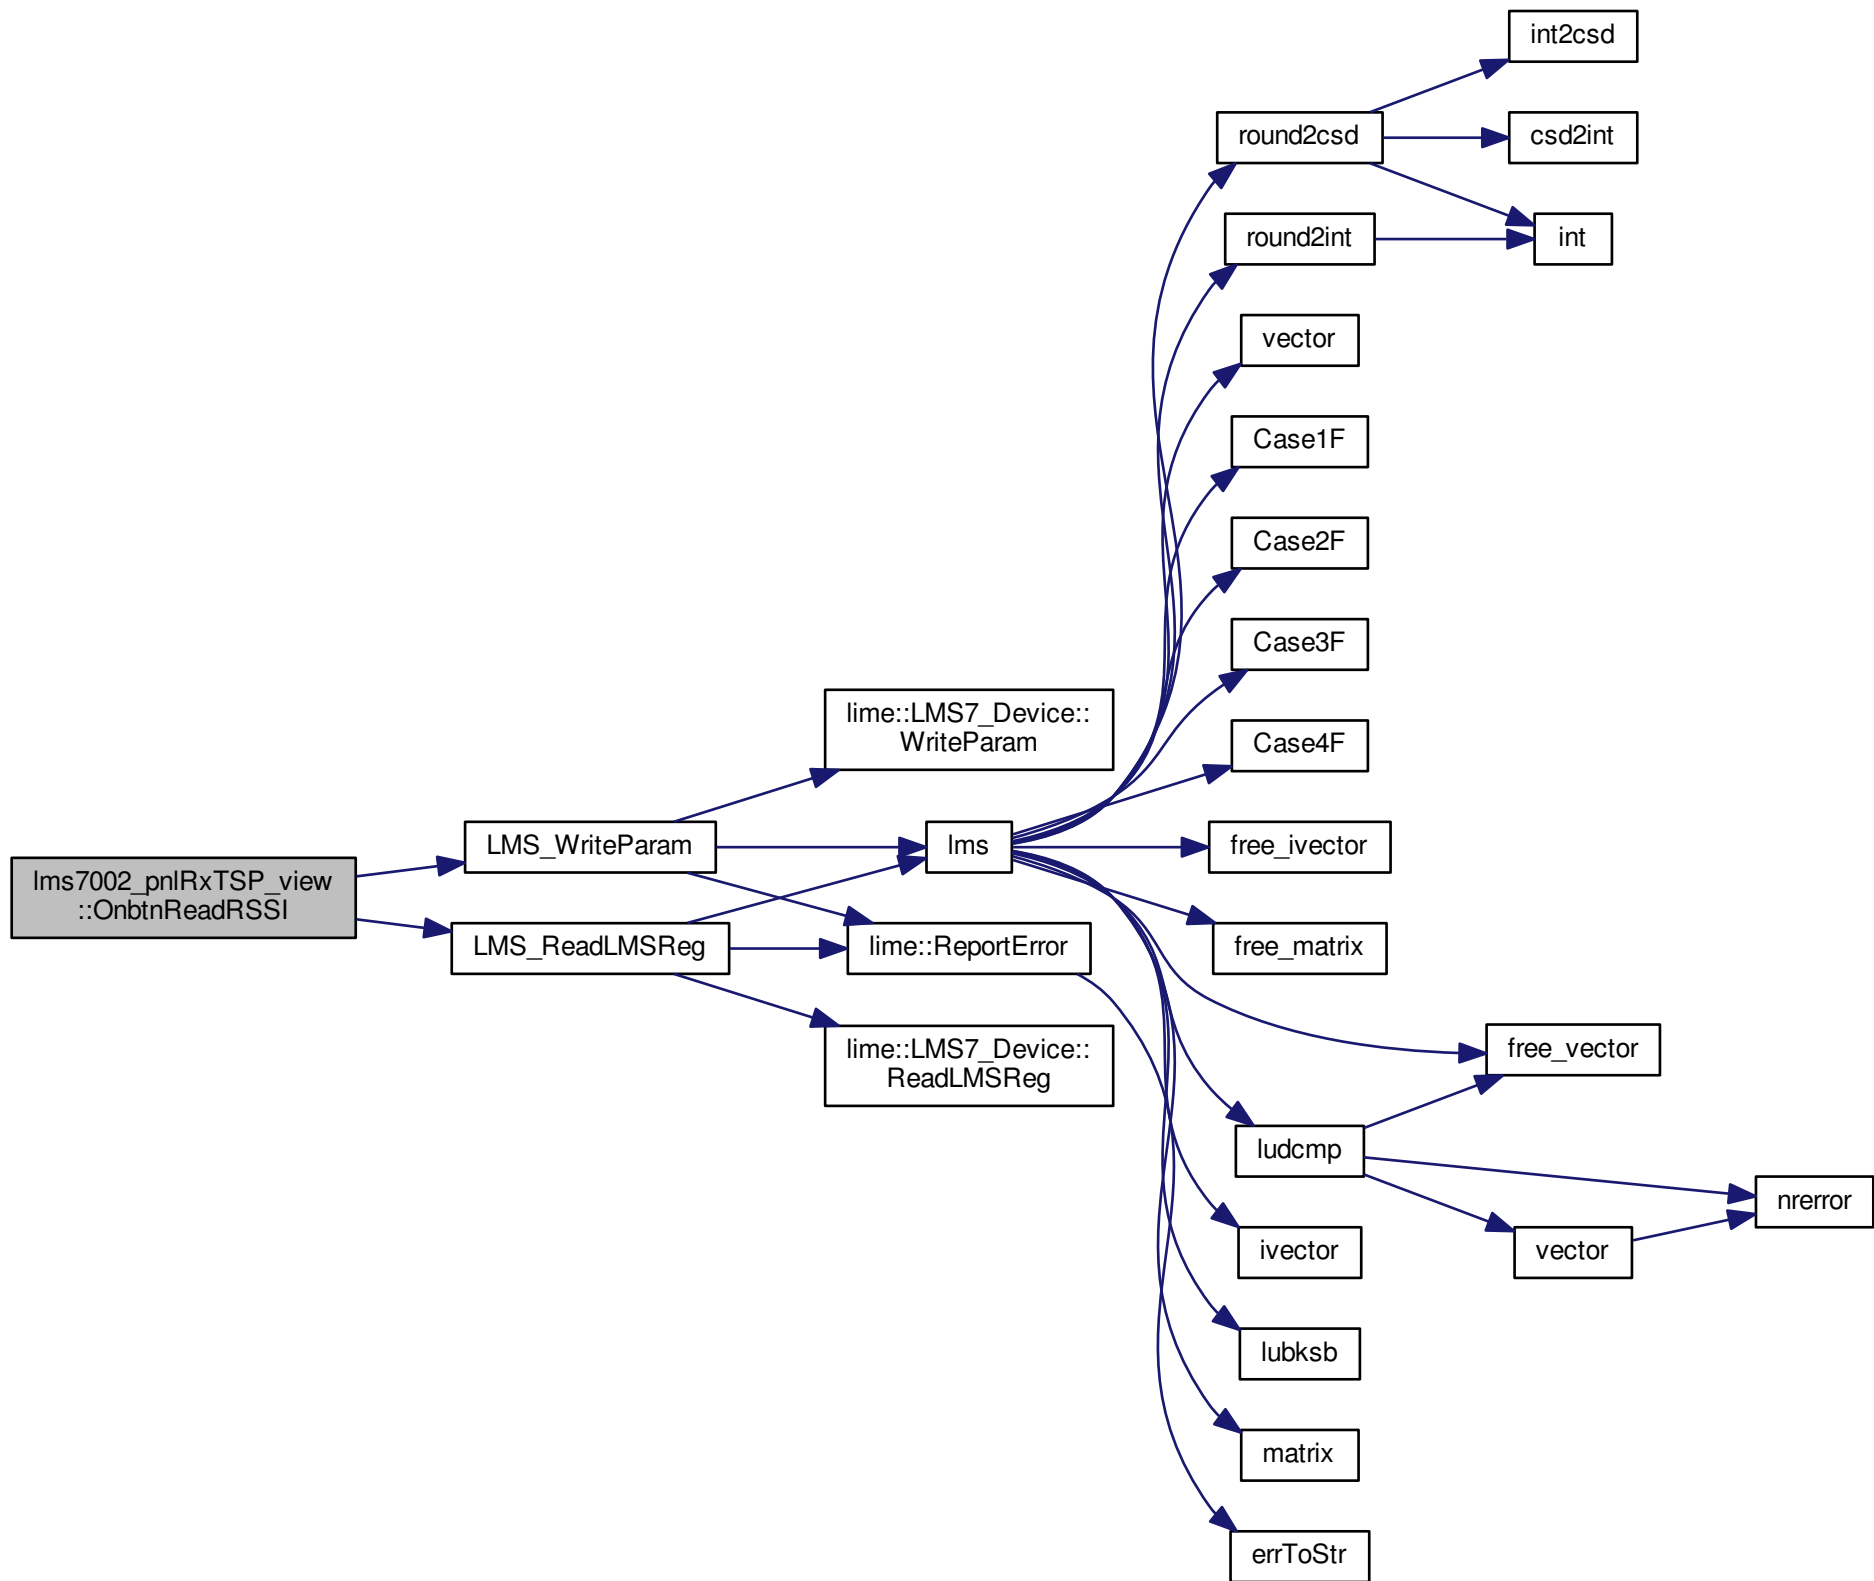 int2csd
round2csd
csd2int
round2int
int
vector
Case1F
Case2F
Case3F
lime::LMS7_Device::
WriteParam
Case4F
LMS_WriteParam
lms
free_ivector
lms7002_pnlRxTSP_view
::OnbtnReadRSSI
LMS_ReadLMSReg
lime::ReportError
free_matrix
lime::LMS7_Device::
ReadLMSReg
free_vector
ludcmp
nrerror
ivector
vector
lubksb
matrix
errToStr